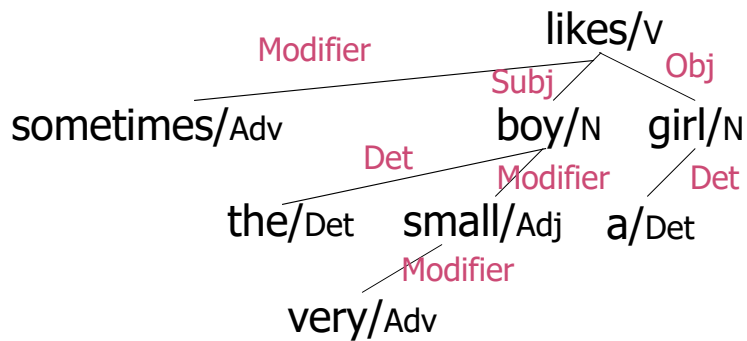 likes/V
Modifier
Subj
Obj
sometimes/Adv
boy/N
girl/N
Det
Modifier
Det
the/Det
small/Adj
a/Det
Modifier
very/Adv